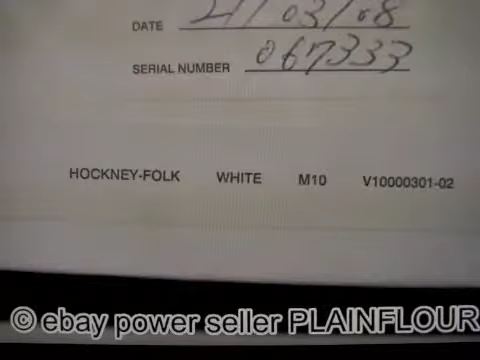 DATE 21/03/08
SERIAL NUMBER 067333
HOCKNEY-FOLK WHITE M10 V10000301-02
© ebay power seller PLAINFLOUR